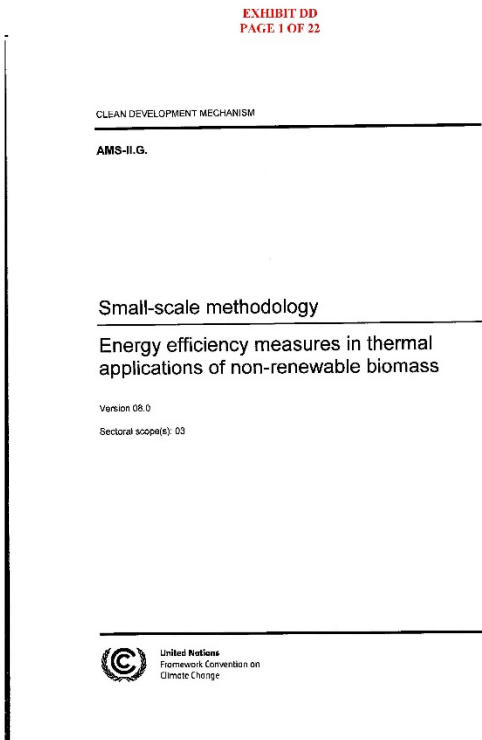 EXHIBIT DD
PAGE 1 OF 22
CLEAN DEVELOPMENT MECHANISM
AMS-II.G.
Small-scale methodology
Energy efficiency measures in thermal
applications of non-renewable biomass
Version 08.0
Sectoral scope(s): 03
United Nations
Framework Convention on
Climate Change